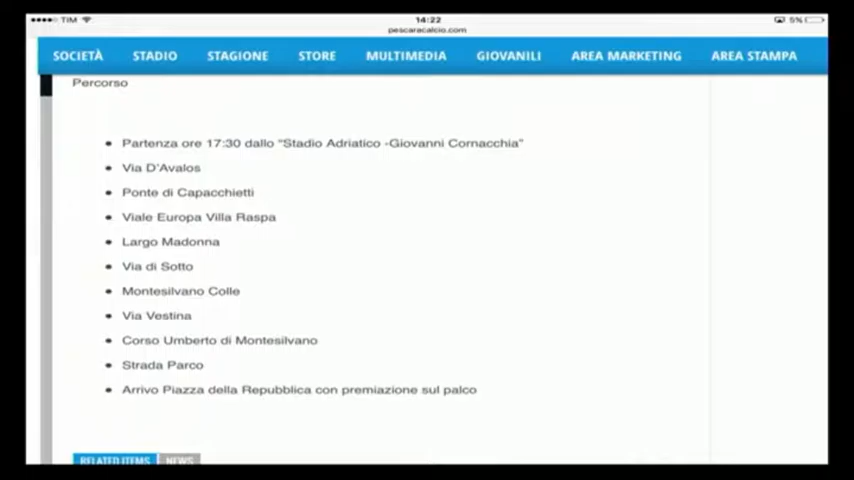 TIM 14:22 5%
pescaracalcio.com
SOCIETÀ STADIO STAGIONE STORE MULTIMEDIA GIOVANILI AREA MARKETING AREA STAMPA
Percorso
Partenza ore 17:30 dallo "Stadio Adriatico -Giovanni Cornacchia"
Via D'Avalos
Ponte di Capacchietti
Viale Europa Villa Raspa
Largo Madonna
Via di Sotto
Montesilvano Colle
Via Vestina
Corso Umberto di Montesilvano
Strada Parco
Arrivo Piazza della Repubblica con premiazione sul palco
RELATED ITEMS NEWS